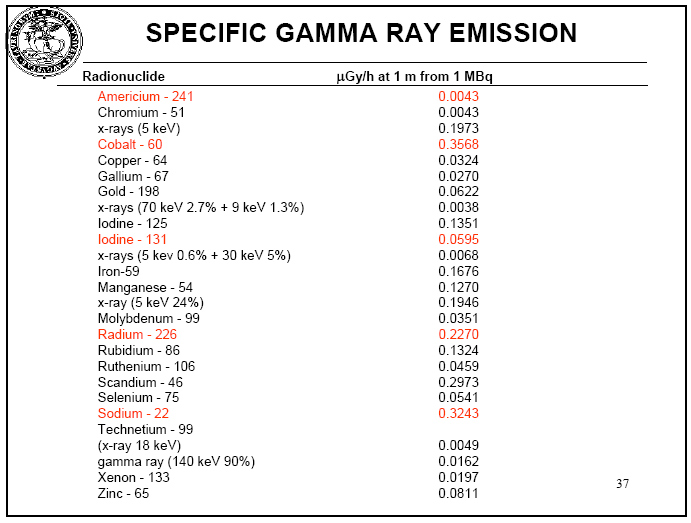 SPECIFIC GAMMA RAY EMISSION
Radionuclide µGy/h at 1 m from 1 MBq
Americium - 241 0.0043
Chromium - 51 0.0043
x-rays (5 keV) 0.1973
Cobalt - 60 0.3568
Copper - 64 0.0324
Gallium - 67 0.0270
Gold - 198 0.0622
x-rays (70 keV 2.7% + 9 keV 1.3%) 0.0038
Iodine - 125 0.1351
Iodine - 131 0.0595
x-rays (5 kev 0.6% + 30 keV 5%) 0.0068
Iron-59 0.1676
Manganese - 54 0.1270
x-ray (5 keV 24%) 0.1946
Molybdenum - 99 0.0351
Radium - 226 0.2270
Rubidium - 86 0.1324
Ruthenium - 106 0.0459
Scandium - 46 0.2973
Selenium - 75 0.0541
Sodium - 22 0.3243
Technetium - 99
(x-ray 18 keV) 0.0049
gamma ray (140 keV 90%) 0.0162
Xenon - 133 0.0197
Zinc - 65 0.0811
37